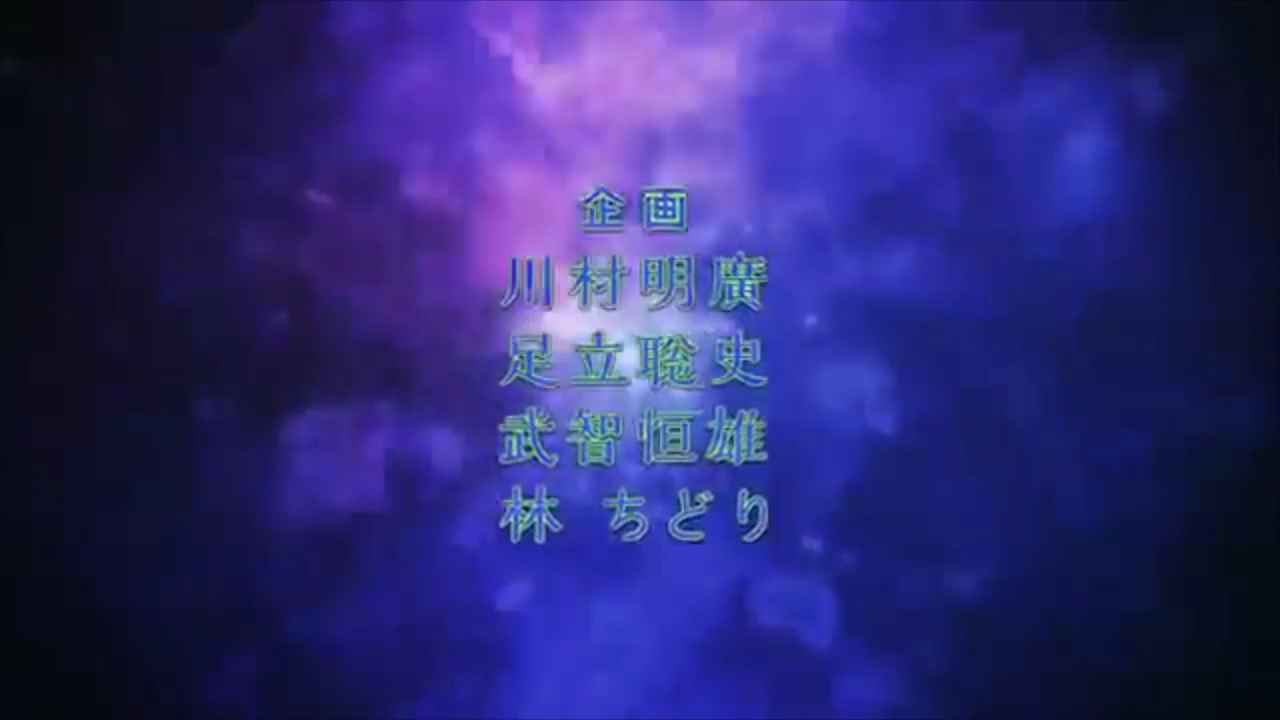 企画
川村明廣
足立聡史
武智恒雄
林 ちどり